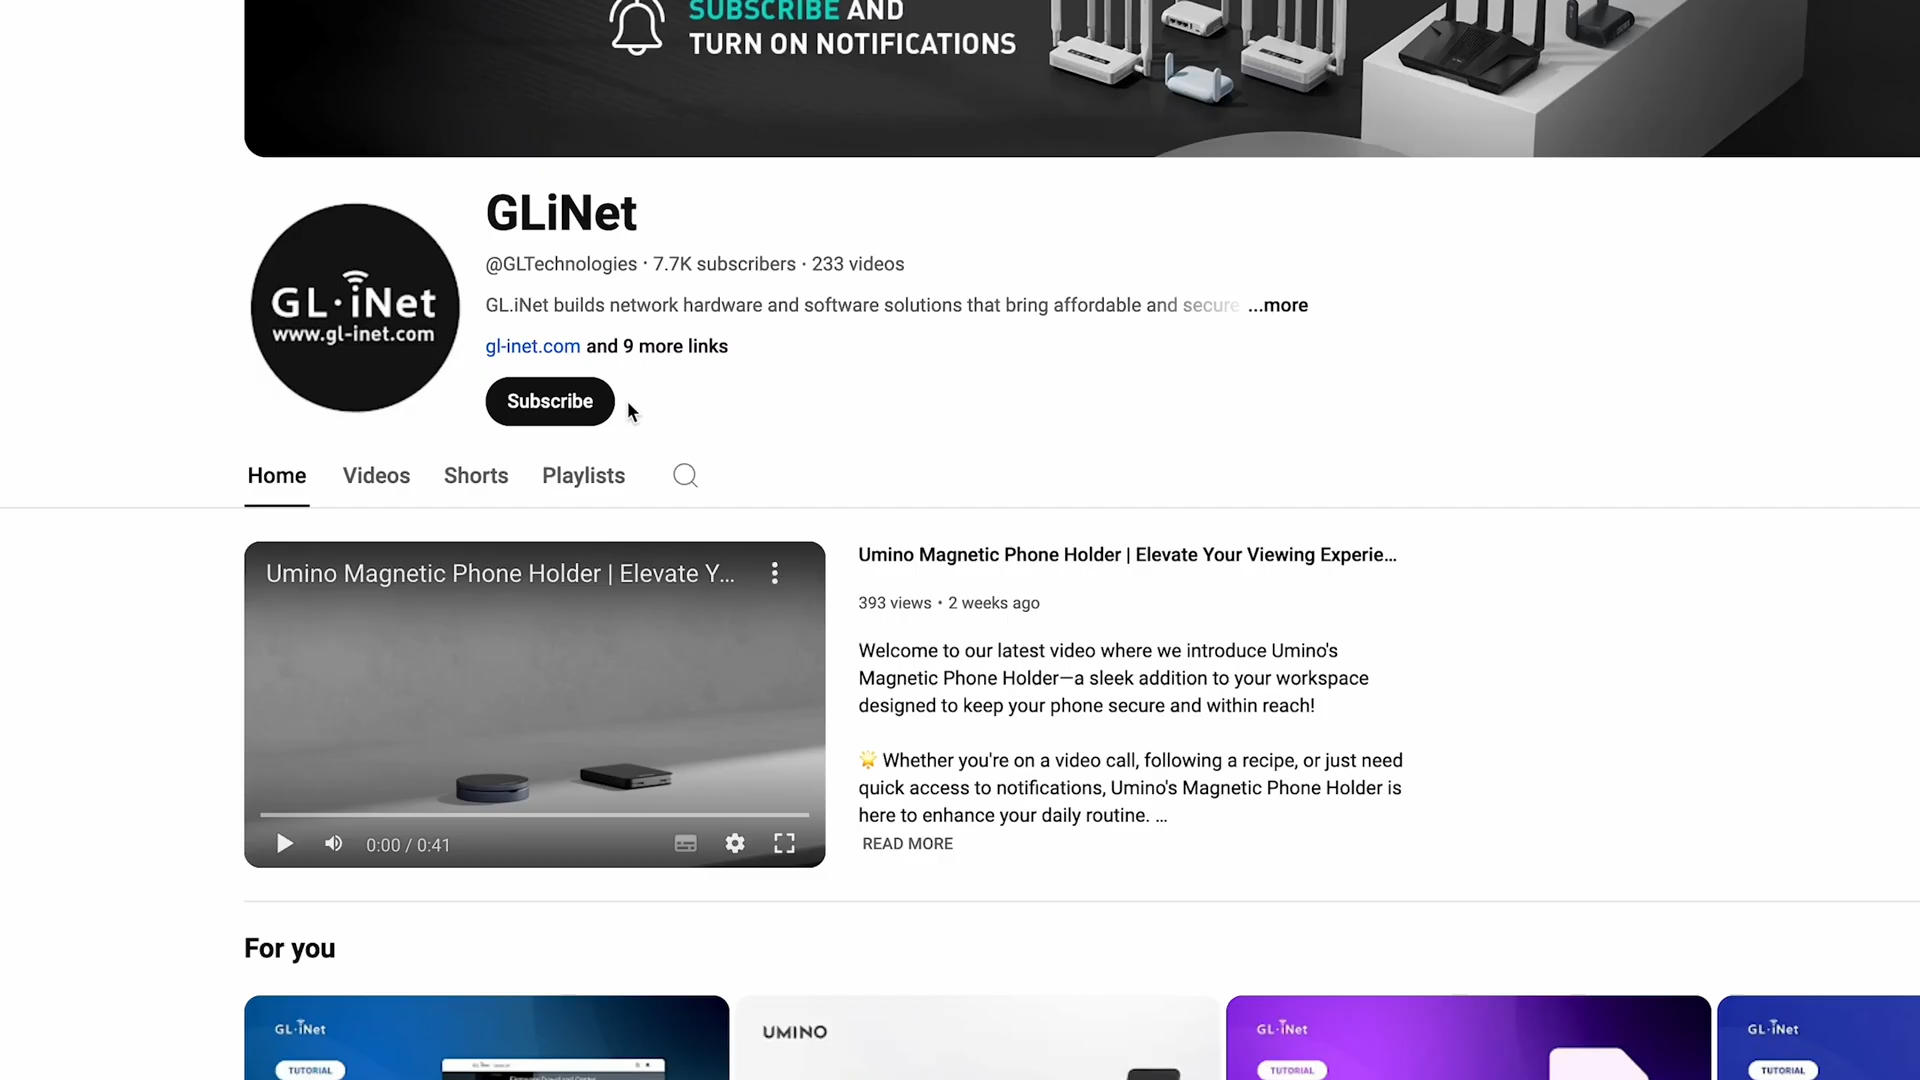 SUBSCRIBE AND
TURN ON NOTIFICATIONS
GLiNet
GL·iNet
www.gl-inet.com
@GLTechnologies · 7.7K subscribers · 233 videos
GL.iNet builds network hardware and software solutions that bring affordable and secure ...more
gl-inet.com and 9 more links
Subscribe
Home Videos Shorts Playlists
Umino Magnetic Phone Holder | Elevate Y...
0:00 / 0:41
Umino Magnetic Phone Holder | Elevate Your Viewing Experie...
393 views • 2 weeks ago
Welcome to our latest video where we introduce Umino's
Magnetic Phone Holder—a sleek addition to your workspace
designed to keep your phone secure and within reach!
🌟 Whether you're on a video call, following a recipe, or just need
quick access to notifications, Umino's Magnetic Phone Holder is
here to enhance your daily routine. ...
READ MORE
For you
GL·iNet
TUTORIAL
UMINO
GL·iNet
TUTORIAL
GL·iNet
TUTORIAL